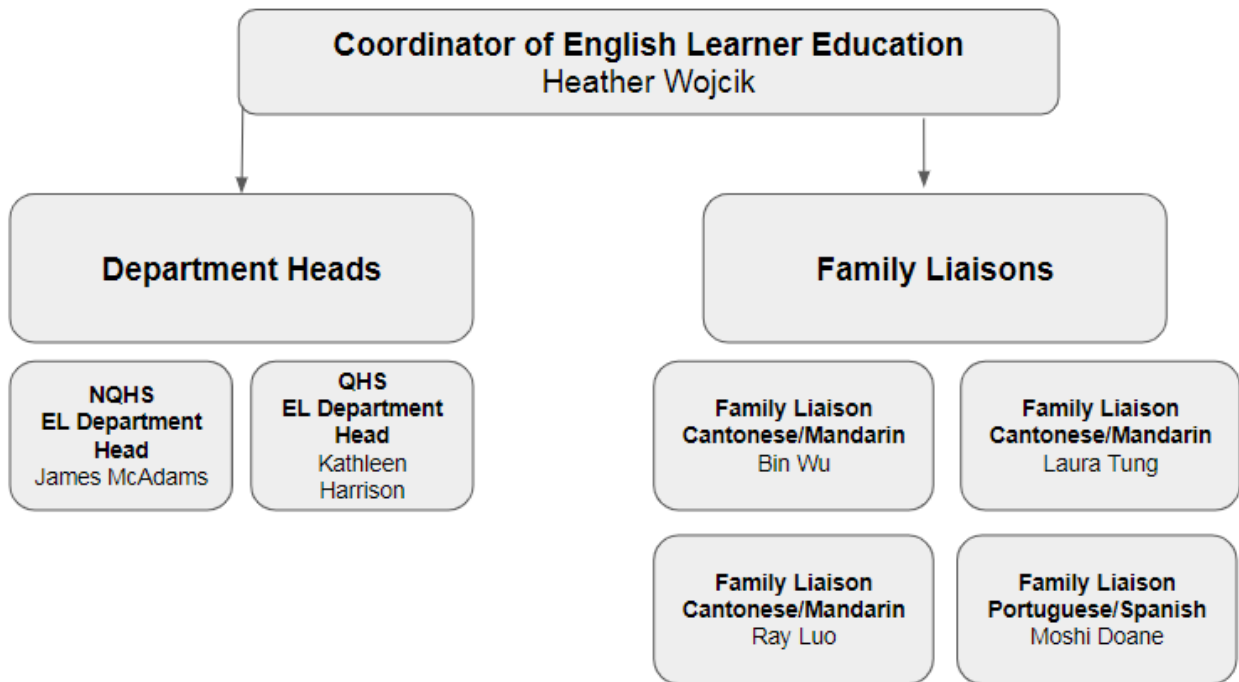 Coordinator of English Learner Education
Heather Wojcik
Department Heads
Family Liaisons
NQHS
EL Department
Head
James McAdams
QHS
EL Department
Head
Kathleen
Harrison
Family Liaison
Cantonese/Mandarin
Bin Wu
Family Liaison
Cantonese/Mandarin
Laura Tung
Family Liaison
Cantonese/Mandarin
Ray Luo
Family Liaison
Portuguese/Spanish
Moshi Doane